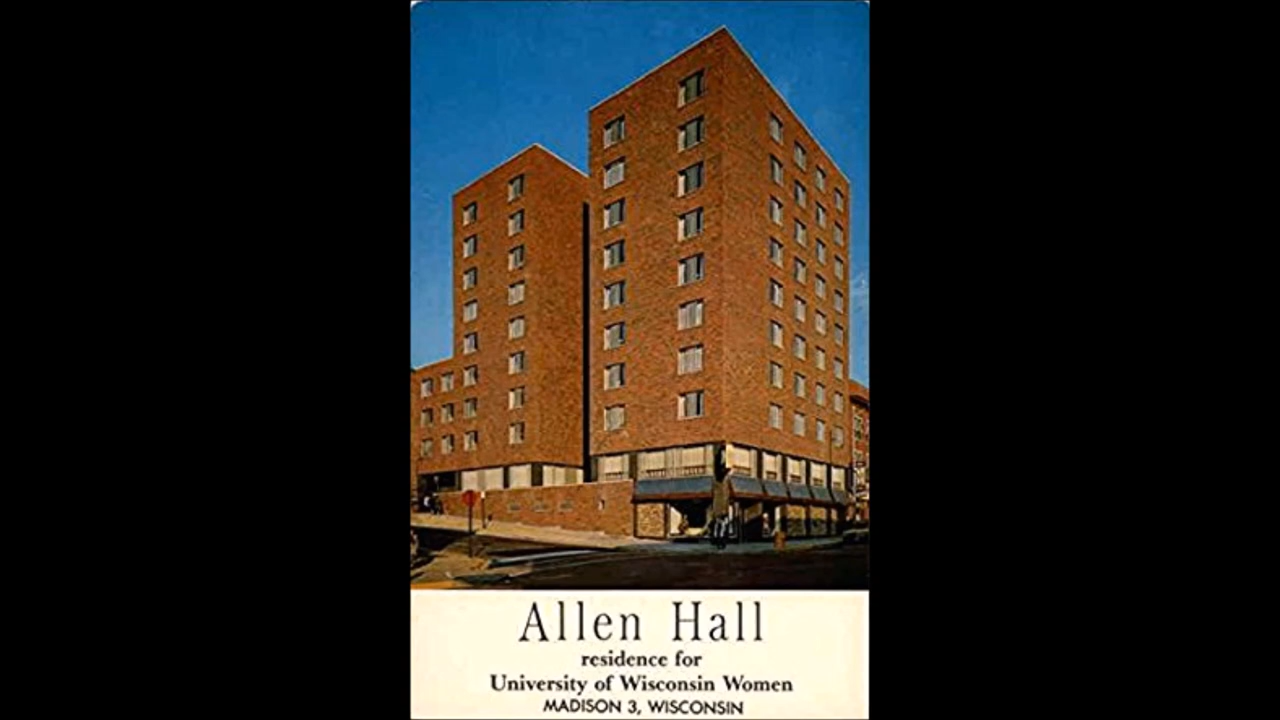 Allen Hall
residence for
University of Wisconsin Women
MADISON 3, WISCONSIN